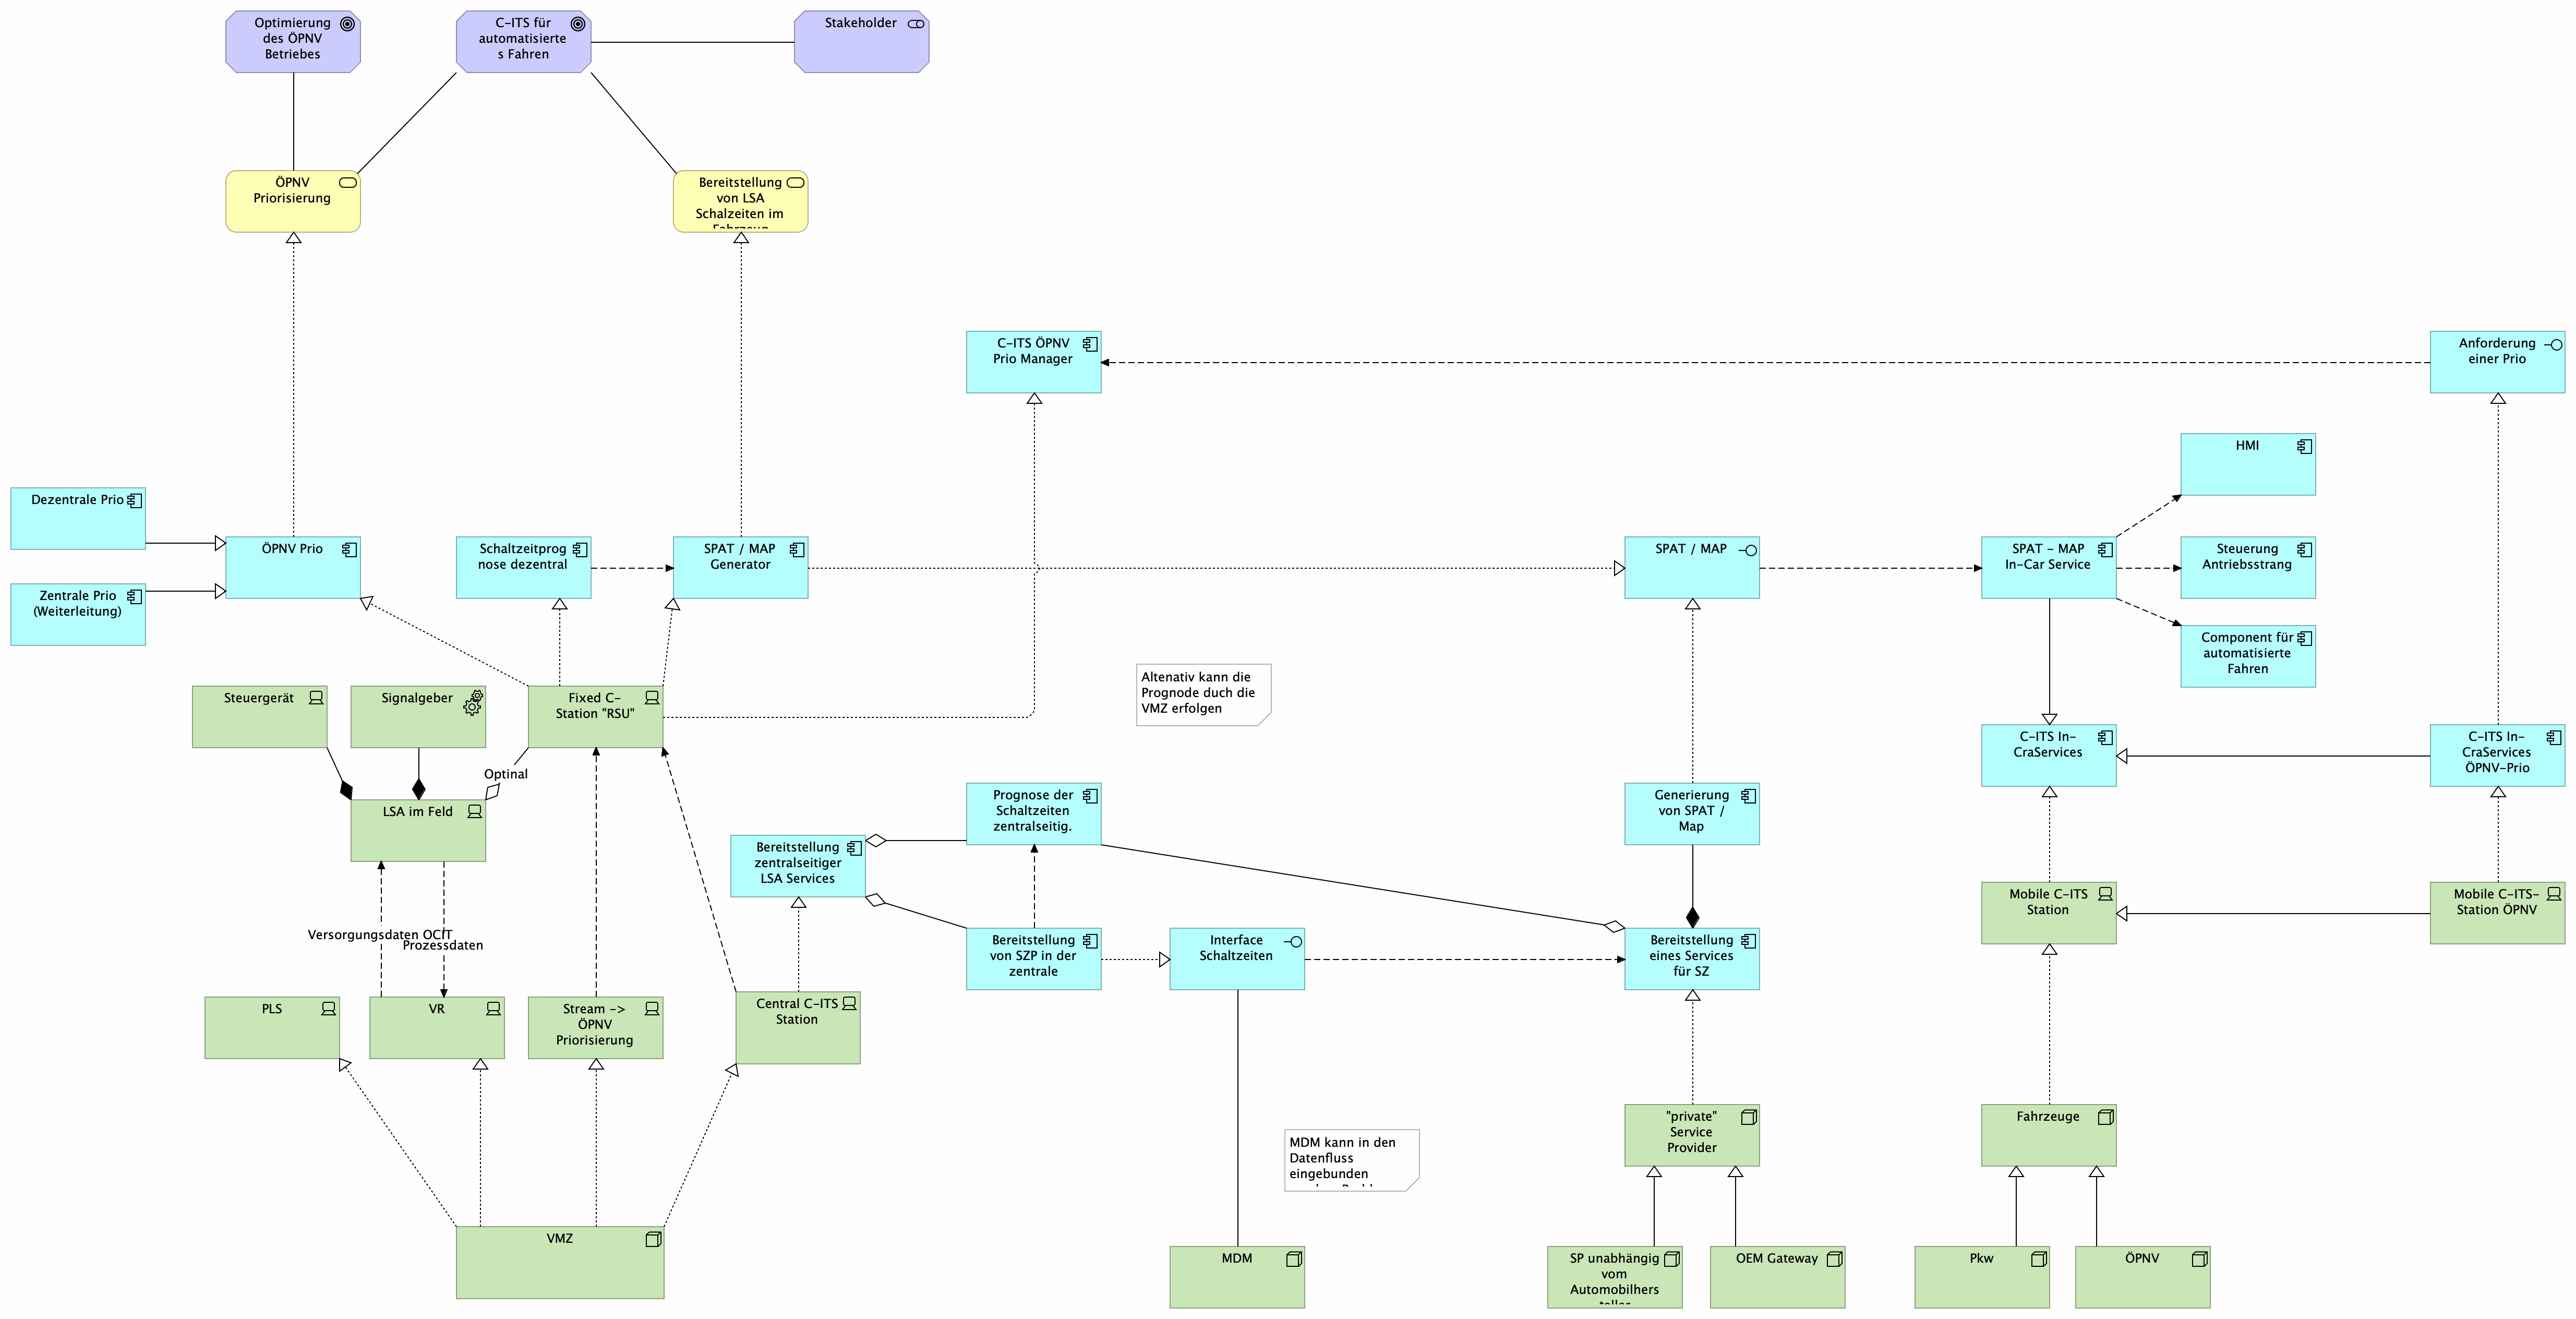 Optimierung
des ÖPNV
Betriebes
C-ITS für
automatisierte
s Fahren
Stakeholder
ÖPNV
Priorisierung
Bereitstellung
von LSA
Schalzeiten im
Fahrzeug
C-ITS ÖPNV
Prio Manager
Anforderung
einer Prio
HMI
Dezentrale Prio
ÖPNV Prio
Schaltzeitprog
nose dezentral
SPAT / MAP
Generator
SPAT / MAP
SPAT - MAP
In-Car Service
Steuerung
Antriebsstrang
Zentrale Prio
(Weiterleitung)
Component für
automatisierte
Fahren
Steuergerät
Signalgeber
Fixed C-
Station "RSU"
Altenativ kann die
Prognode duch die
VMZ erfolgen
C-ITS In-
CraServices
C-ITS In-
CraServices
ÖPNV-Prio
Optinal
LSA im Feld
Prognose der
Schaltzeiten
zentralseitig.
Generierung
von SPAT /
Map
Bereitstellung
zentralseitiger
LSA Services
Mobile C-ITS
Station
Mobile C-ITS-
Station ÖPNV
Versorgungsdaten OCIT
Prozessdaten
Bereitstellung
von SZP in der
zentrale
Interface
Schaltzeiten
Bereitstellung
eines Services
für SZ
PLS
VR
Stream ->
ÖPNV
Priorisierung
Central C-ITS
Station
"private"
Service
Provider
Fahrzeuge
MDM kann in den
Datenfluss
eingebunden
VMZ
MDM
SP unabhängig
vom
Automobilhers
teller
OEM Gateway
Pkw
ÖPNV